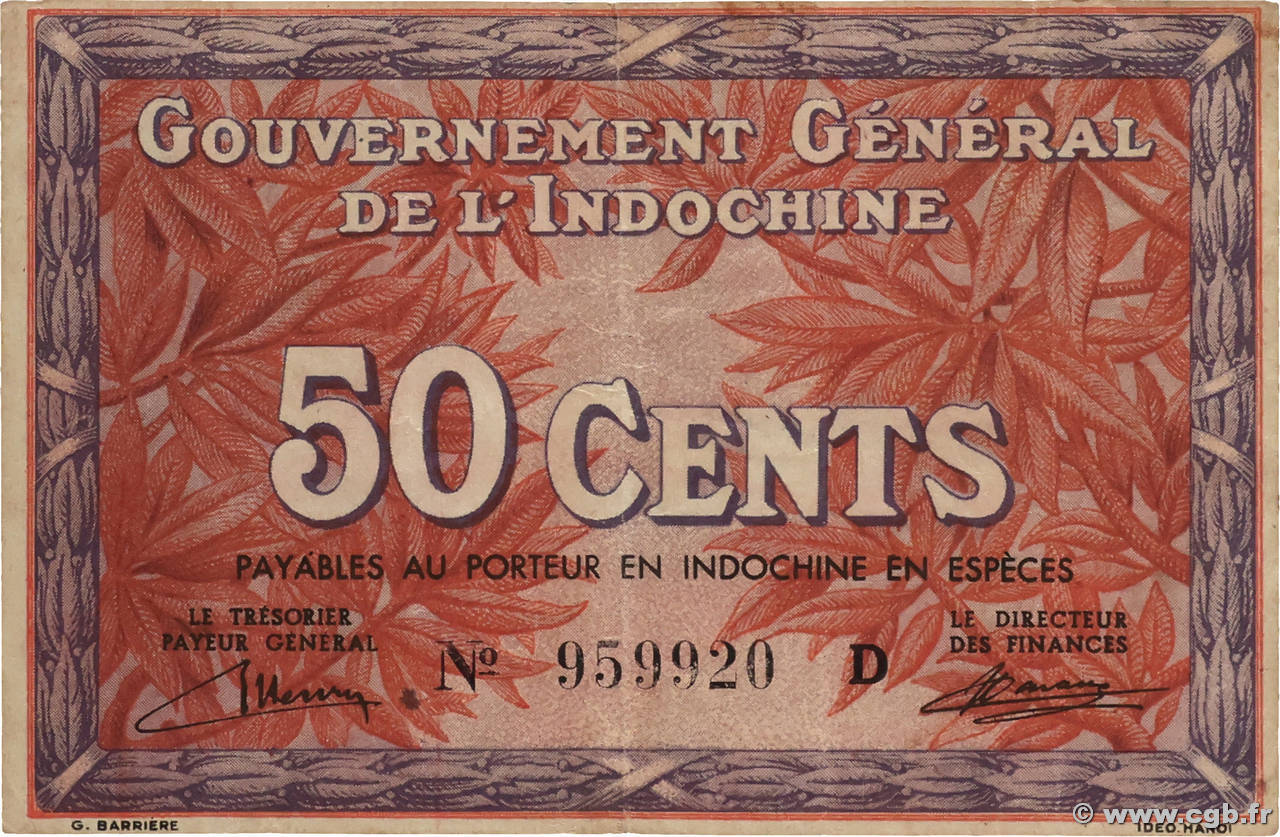 GOUVERNEMENT GÉNÉRAL
DE L'INDOCHINE
50 CENTS
PAYABLES AU PORTEUR EN INDOCHINE EN ESPÈCES
LE TRÉSORIER
PAYEUR GÉNÉRAL
LE DIRECTEUR
DES FINANCES
Nº 959920 D
G. BARRIÈRE
IDEO.HANOI
© www.cgb.fr